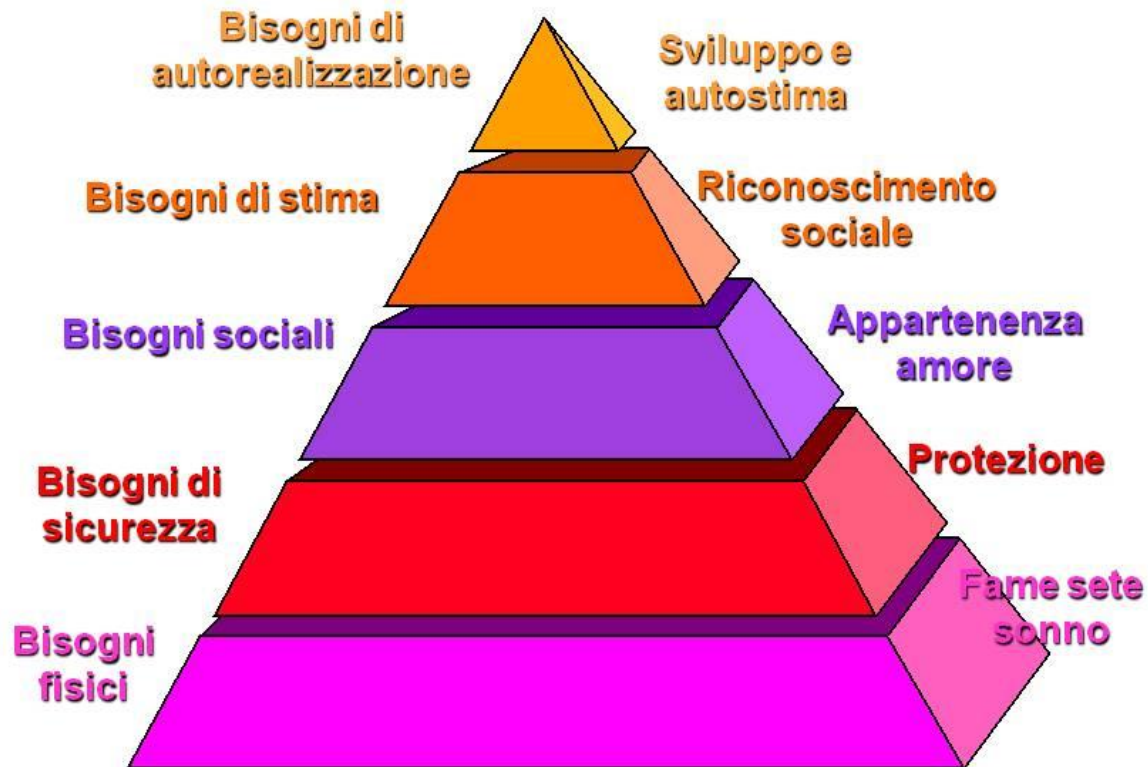 Bisogni di
autorealizzazione
Sviluppo e
autostima
Bisogni di stima
Riconoscimento
sociale
Bisogni sociali
Appartenenza
amore
Bisogni di
sicurezza
Protezione
Bisogni
fisici
Fame sete
sonno